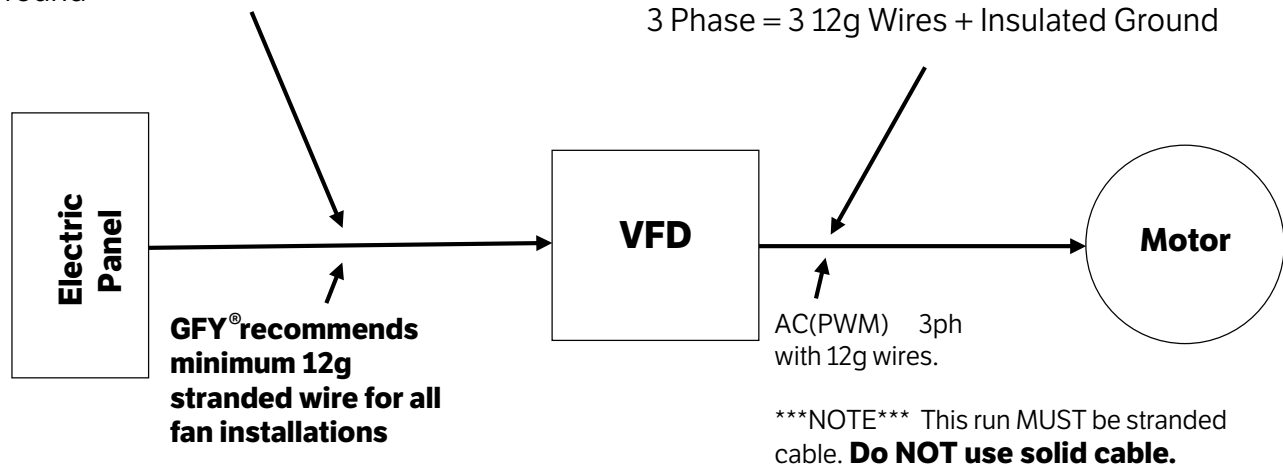 3 Phase = 3 12g Wires + Insulated Ground
Electric
Panel
VFD
Motor
GFY®recommends
minimum 12g
stranded wire for all
fan installations
AC(PWM) 3ph
with 12g wires.
***NOTE*** This run MUST be stranded
cable. Do NOT use solid cable.